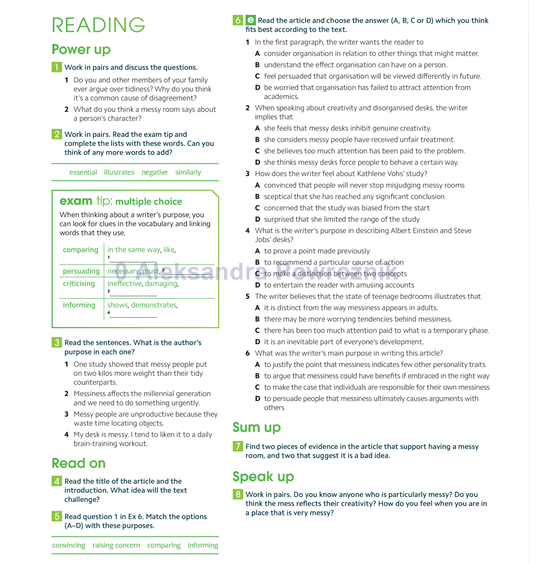 READING
Power up
1 Work in pairs and discuss the questions.
1 Do you and other members of your family
ever argue over tidiness? Why do you think
it's a common cause of disagreement?
2 What do you think a messy room says about
a person's character?
2 Work in pairs. Read the exam tip and
complete the lists with these words. Can you
think of any more words to add?
essential illustrates negative similarly
exam tip: multiple choice
When thinking about a writer's purpose, you
can look for clues in the vocabulary and linking
words that they use.
comparing in the same way, like,
1
persuading necessary, must, 2
criticising ineffective, damaging,
3
informing shows, demonstrates,
4
3 Read the sentences. What is the author's
purpose in each one?
1 One study showed that messy people put
on two kilos more weight than their tidy
counterparts.
2 Messiness affects the millennial generation
and we need to do something urgently.
3 Messy people are unproductive because they
waste time locating objects.
4 My desk is messy. I tend to liken it to a daily
brain-training workout.
Read on
4 Read the title of the article and the
introduction. What idea will the text
challenge?
5 Read question 1 in Ex 6. Match the options
(A–D) with these purposes.
convincing raising concern comparing informing
6 Read the article and choose the answer (A, B, C or D) which you think
fits best according to the text.
1 In the first paragraph, the writer wants the reader to
A consider organisation in relation to other things that might matter.
B understand the effect organisation can have on a person.
C feel persuaded that organisation will be viewed differently in future.
D be worried that organisation has failed to attract attention from
academics.
2 When speaking about creativity and disorganised desks, the writer
implies that
A she feels that messy desks inhibit genuine creativity.
B she considers messy people have received unfair treatment.
C she believes too much attention has been paid to the problem.
D she thinks messy desks force people to behave a certain way.
3 How does the writer feel about Kathlene Vohs' study?
A convinced that people will never stop misjudging messy rooms
B sceptical that she has reached any significant conclusion
C concerned that the study was biased from the start
D surprised that she limited the range of the study
4 What is the writer's purpose in describing Albert Einstein and Steve
Jobs' desks?
A to prove a point made previously
B to recommend a particular course of action
C to make a distinction between two concepts
D to entertain the reader with amusing accounts
5 The writer believes that the state of teenage bedrooms illustrates that
A it is distinct from the way messiness appears in adults.
B there may be more worrying tendencies behind messiness.
C there has been too much attention paid to what is a temporary phase.
D it is an inevitable part of everyone's development.
6 What was the writer's main purpose in writing this article?
A to justify the point that messiness indicates few other personality traits
B to argue that messiness could have benefits if embraced in the right way
C to make the case that individuals are responsible for their own messiness
D to persuade people that messiness ultimately causes arguments with
others
Sum up
7 Find two pieces of evidence in the article that support having a messy
room, and two that suggest it is a bad idea.
Speak up
8 Work in pairs. Do you know anyone who is particularly messy? Do you
think the mess reflects their creativity? How do you feel when you are in
a place that is very messy?
Aleksandra Powroznik